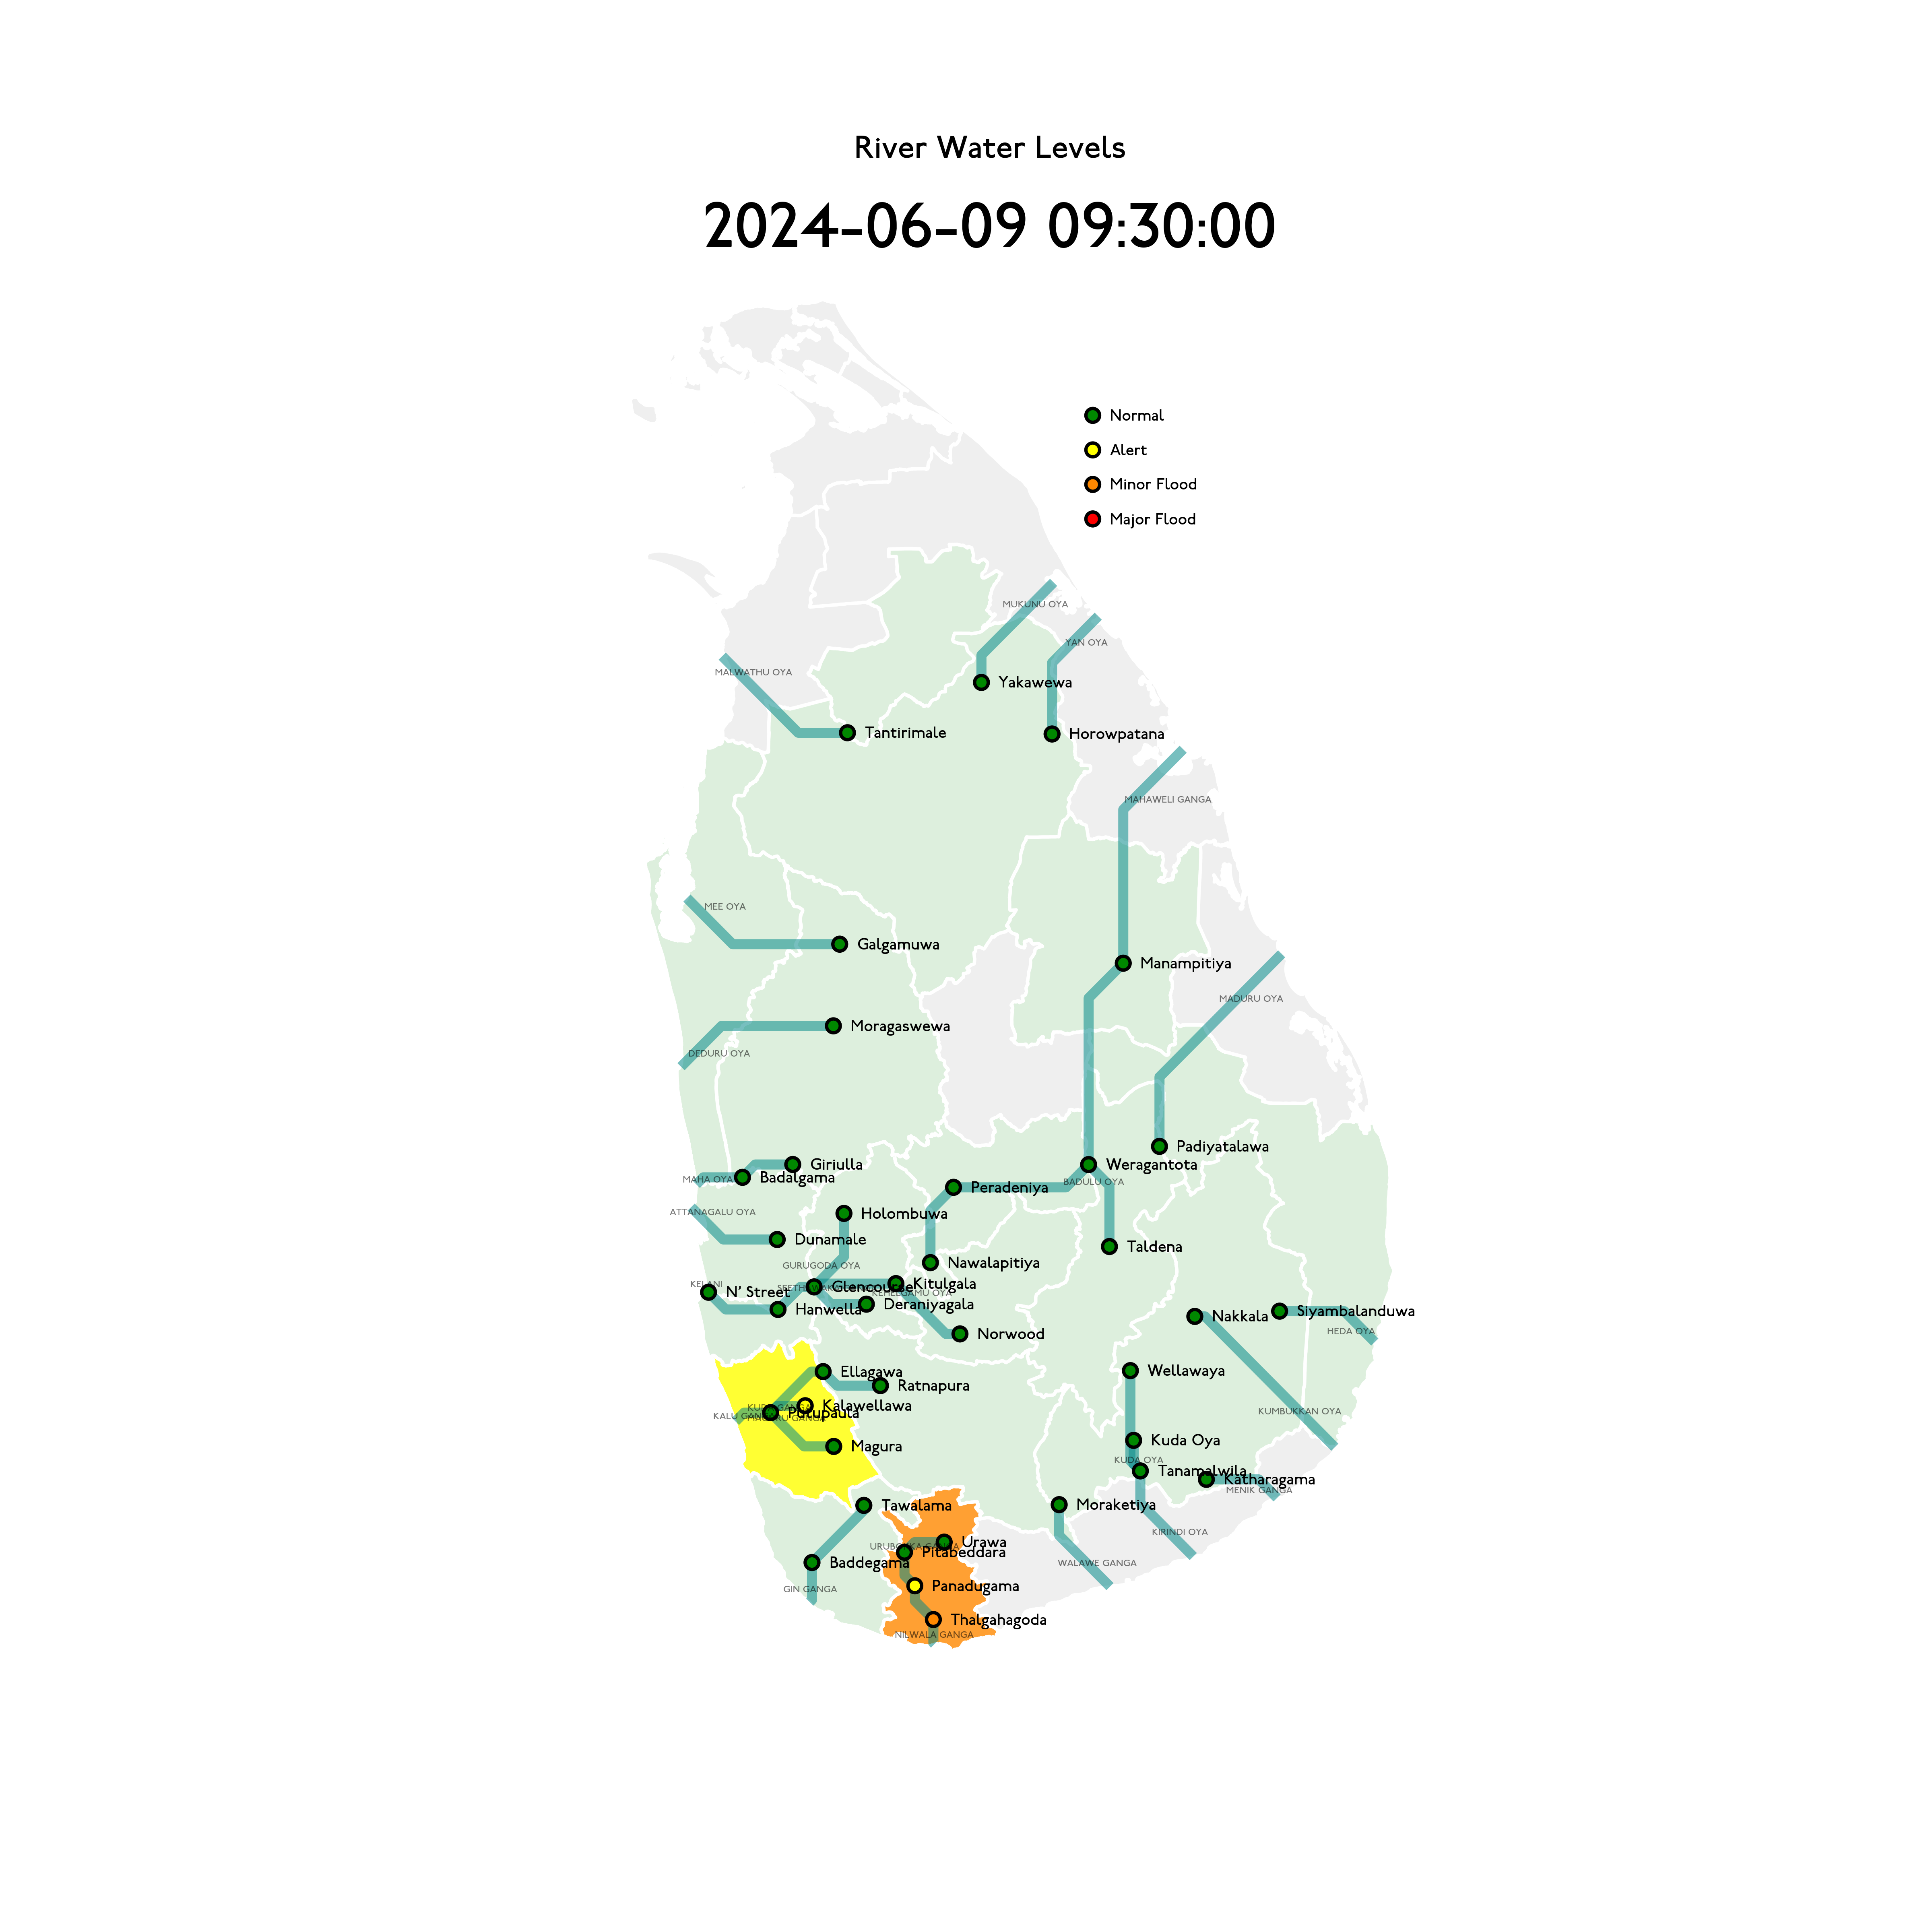 River Water Levels
2024-06-09 09:30:00
Normal
Alert
Minor Flood
Major Flood
MUKUNU OYA
YAN OYA
MALWATHU OYA
Yakawewa
Tantirimale
Horowpatana
MAHAWELI GANGA
MEE OYA
Galgamuwa
Manampitiya
MADURU OYA
Moragaswewa
DEDURU OYA
Padiyatalawa
Giriulla
Weragantota
Badalgama
MAHA OYA
BADULU OYA
Peradeniya
ATTANAGALU OYA
Holombuwa
Dunamale
Taldena
Nawalapitiya
GURUGODA OYA
KELANI
Kitulgala
Glencourse
N' Street
KEHELGAMU OYA
Deraniyagala
Hanwella
Siyambalanduwa
Nakkala
HEDA OYA
Norwood
Ellagawa
Wellawaya
Ratnapura
Kalawellawa
KUMBUKKAN OYA
Putupaula
Magura
Kuda Oya
KUDA OYA
Tanamalwila
Katharagama
MENIK GANGA
Tawalama
Moraketiya
KIRINDI OYA
Urawa
Pitabeddara
Baddegama
WALAWE GANGA
Panadugama
GIN GANGA
Thalgahagoda
NILWALA GANGA